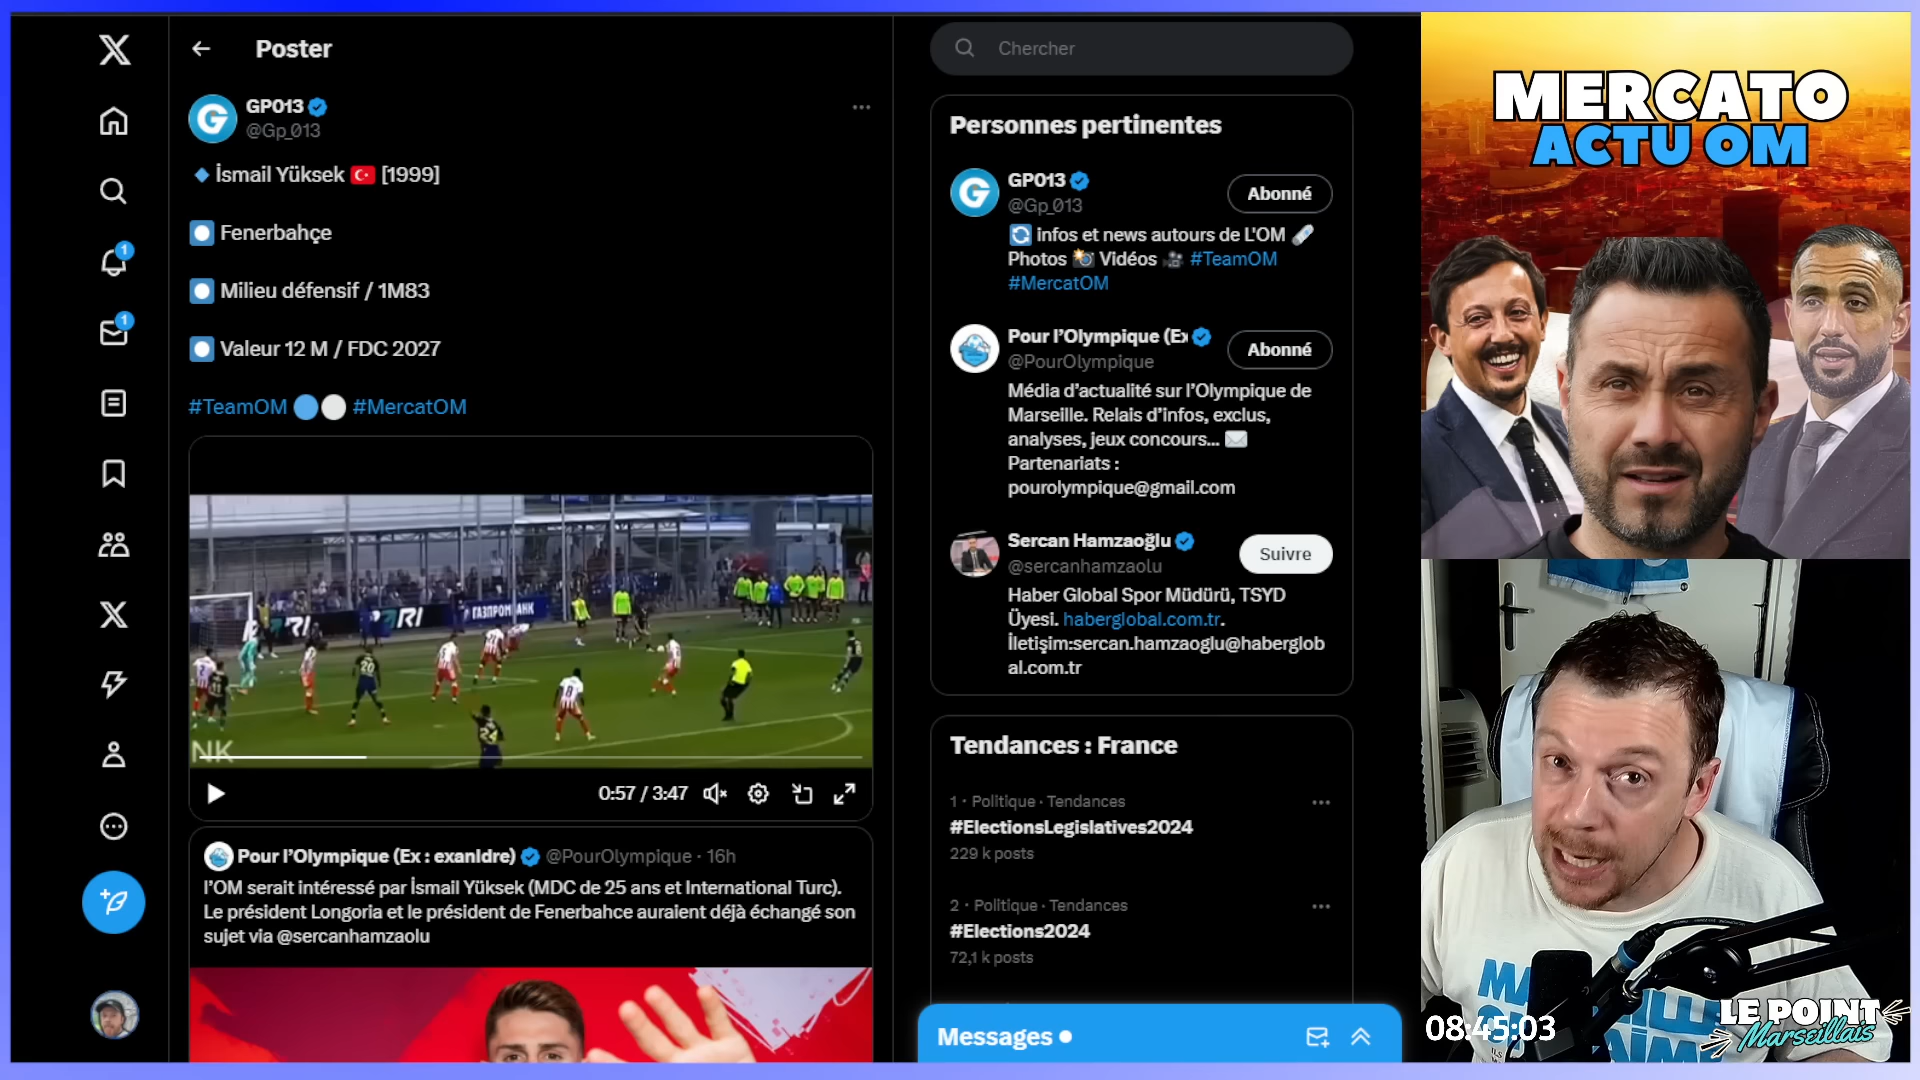 Poster
GP013
@Gp_013
İsmail Yüksek [1999]
Fenerbahçe
Milieu défensif / 1M83
Valeur 12 M / FDC 2027
#TeamOM #MercatOM
ГАЗПРОМБАНК
20
8
24
NK
0:57 / 3:47
Pour l’Olympique (Ex : exanldre) @PourOlympique · 16h
l’OM serait intéressé par İsmail Yüksek (MDC de 25 ans et International Turc).
Le président Longoria et le président de Fenerbahce auraient déjà échangé son
sujet via @sercanhamzaolu
1
1
Chercher
Personnes pertinentes
GP013
@Gp_013
Abonné
infos et news autours de L'OM
Photos Vidéos #TeamOM
#MercatOM
Pour l’Olympique (Ex
@PourOlympique
Abonné
Média d’actualité sur l’Olympique de
Marseille. Relais d’infos, exclus,
analyses, jeux concours...
Partenariats :
pourolympique@gmail.com
Sercan Hamzaoğlu
@sercanhamzaolu
Suivre
Haber Global Spor Müdürü, TSYD
Üyesi. haberglobal.com.tr.
İletişim:sercan.hamzaoglu@haberglob
al.com.tr
Tendances : France
1 · Politique · Tendances
#ElectionsLegislatives2024
229 k posts
2 · Politique · Tendances
#Elections2024
72,1 k posts
Messages
MERCATO
ACTU OM
08:45:03
LE POINT
Marseillais